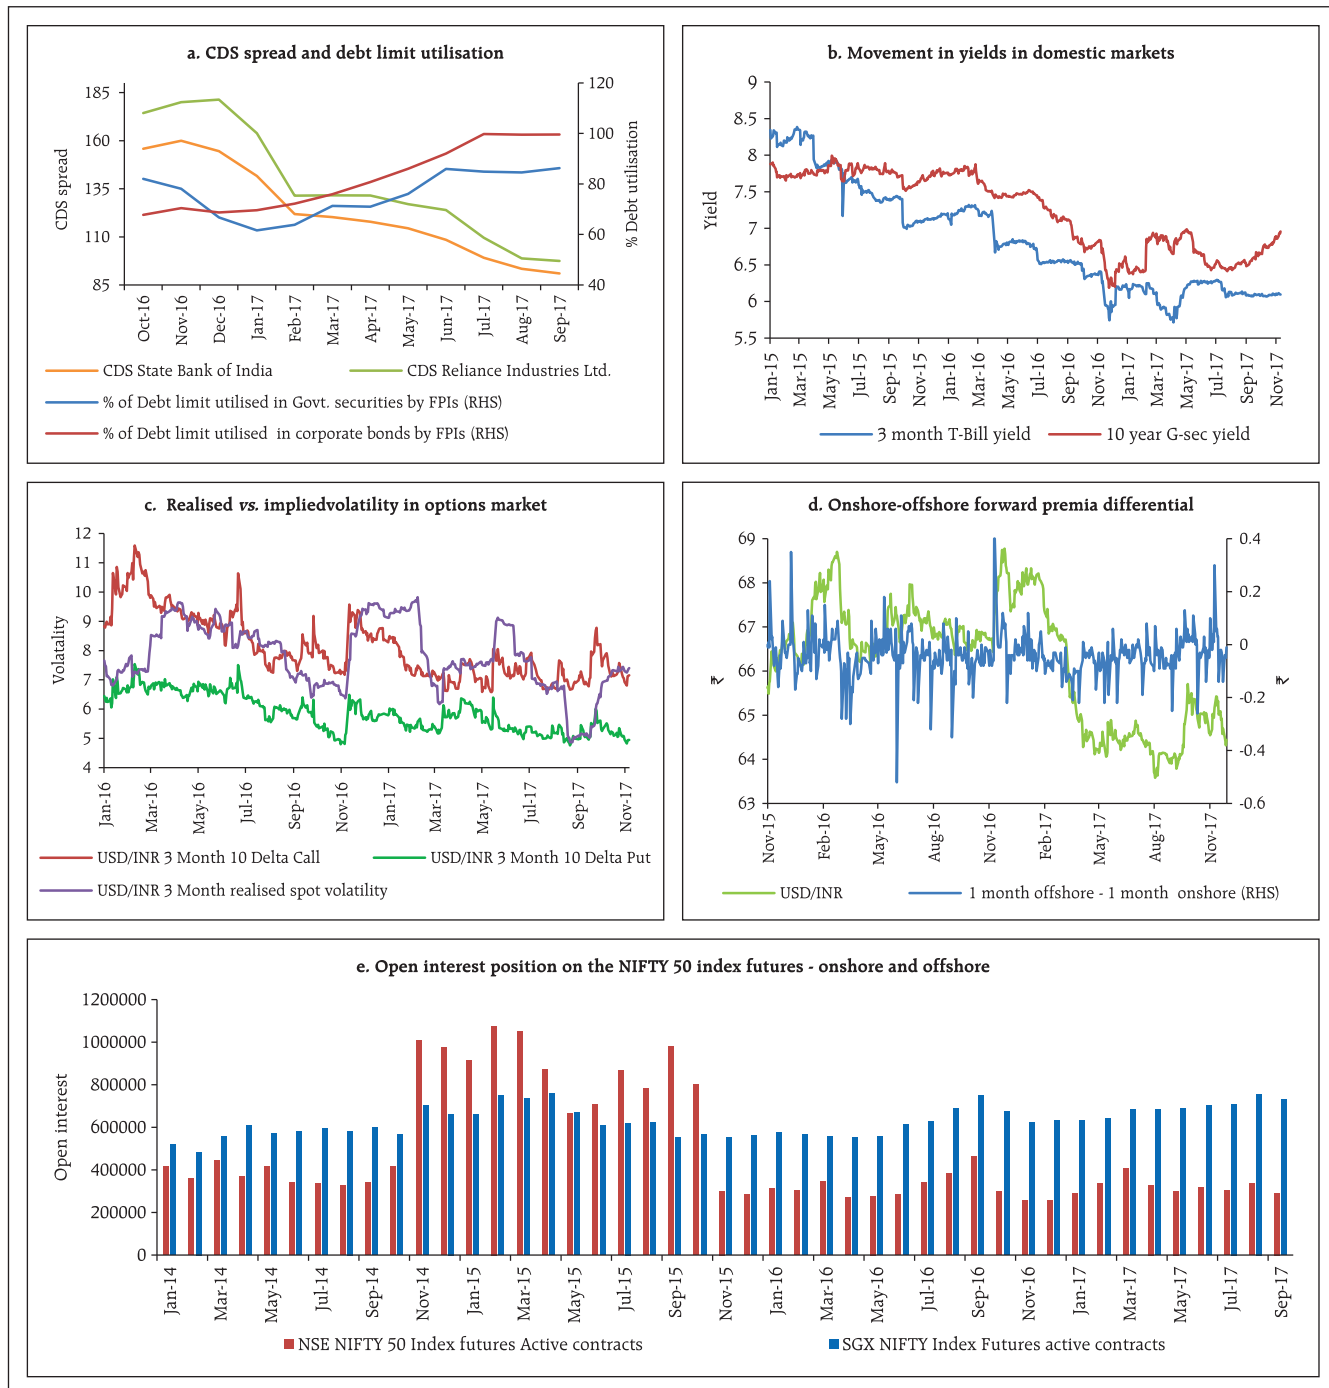 a. CDS spread and debt limit utilisation
185
160
135
110
85
120
100
80
60
40
CDS spread
% Debt utilisation
Oct-16
Nov-16
Dec-16
Jan-17
Feb-17
Mar-17
Apr-17
May-17
Jun-17
Jul-17
Aug-17
Sep-17
CDS State Bank of India
CDS Reliance Industries Ltd.
% of Debt limit utilised in Govt. securities by FPIs (RHS)
% of Debt limit utilised in corporate bonds by FPIs (RHS)
b. Movement in yields in domestic markets
9
8.5
8
7.5
7
6.5
6
5.5
Yield
Jan-15
Mar-15
May-15
Jul-15
Sep-15
Nov-15
Jan-16
Mar-16
May-16
Jul-16
Sep-16
Nov-16
Jan-17
Mar-17
May-17
Jul-17
Sep-17
Nov-17
3 month T-Bill yield
10 year G-sec yield
c. Realised vs. impliedvolatility in options market
12
11
10
9
8
7
6
5
4
Volatality
Jan-16
Mar-16
May-16
Jul-16
Sep-16
Nov-16
Jan-17
Mar-17
May-17
Jul-17
Sep-17
Nov-17
USD/INR 3 Month 10 Delta Call
USD/INR 3 Month 10 Delta Put
USD/INR 3 Month realised spot volatility
d. Onshore-offshore forward premia differential
69
68
67
66
65
64
63
0.4
0.2
0
-0.2
-0.4
-0.6
₹
₹
Nov-15
Feb-16
May-16
Aug-16
Nov-16
Feb-17
May-17
Aug-17
Nov-17
USD/INR
1 month offshore - 1 month onshore (RHS)
e. Open interest position on the NIFTY 50 index futures - onshore and offshore
1200000
1000000
800000
600000
400000
200000
0
Open interest
Jan-14
Mar-14
May-14
Jul-14
Sep-14
Nov-14
Jan-15
Mar-15
May-15
Jul-15
Sep-15
Nov-15
Jan-16
Mar-16
May-16
Jul-16
Sep-16
Nov-16
Jan-17
Mar-17
May-17
Jul-17
Sep-17
NSE NIFTY 50 Index futures Active contracts
SGX NIFTY Index Futures active contracts